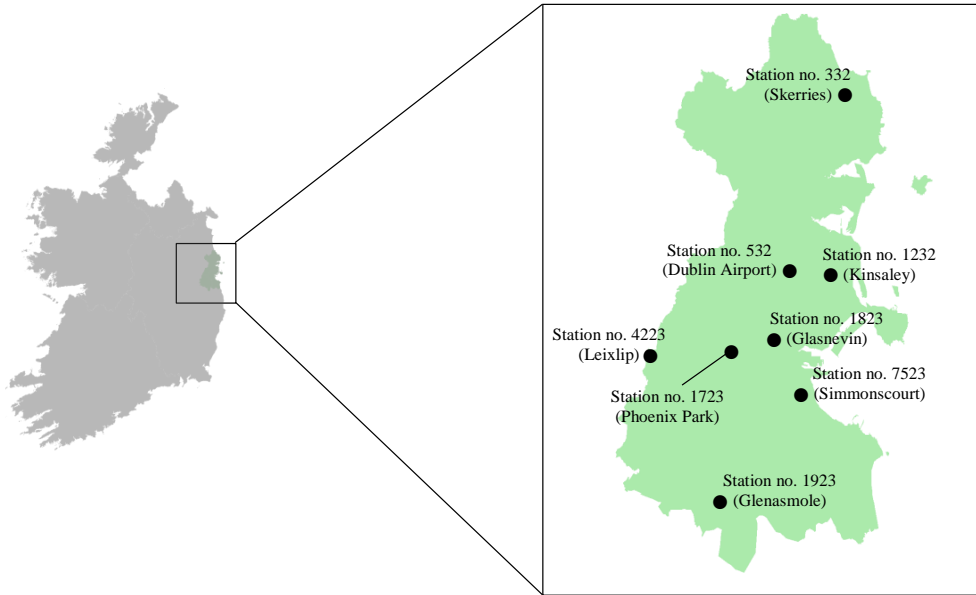 Station no. 332
(Skerries)
Station no. 532
(Dublin Airport)
Station no. 1232
(Kinsaley)
Station no. 1823
(Glasnevin)
Station no. 4223
(Leixlip)
Station no. 7523
(Simmonscourt)
Station no. 1723
(Phoenix Park)
Station no. 1923
(Glenasmole)